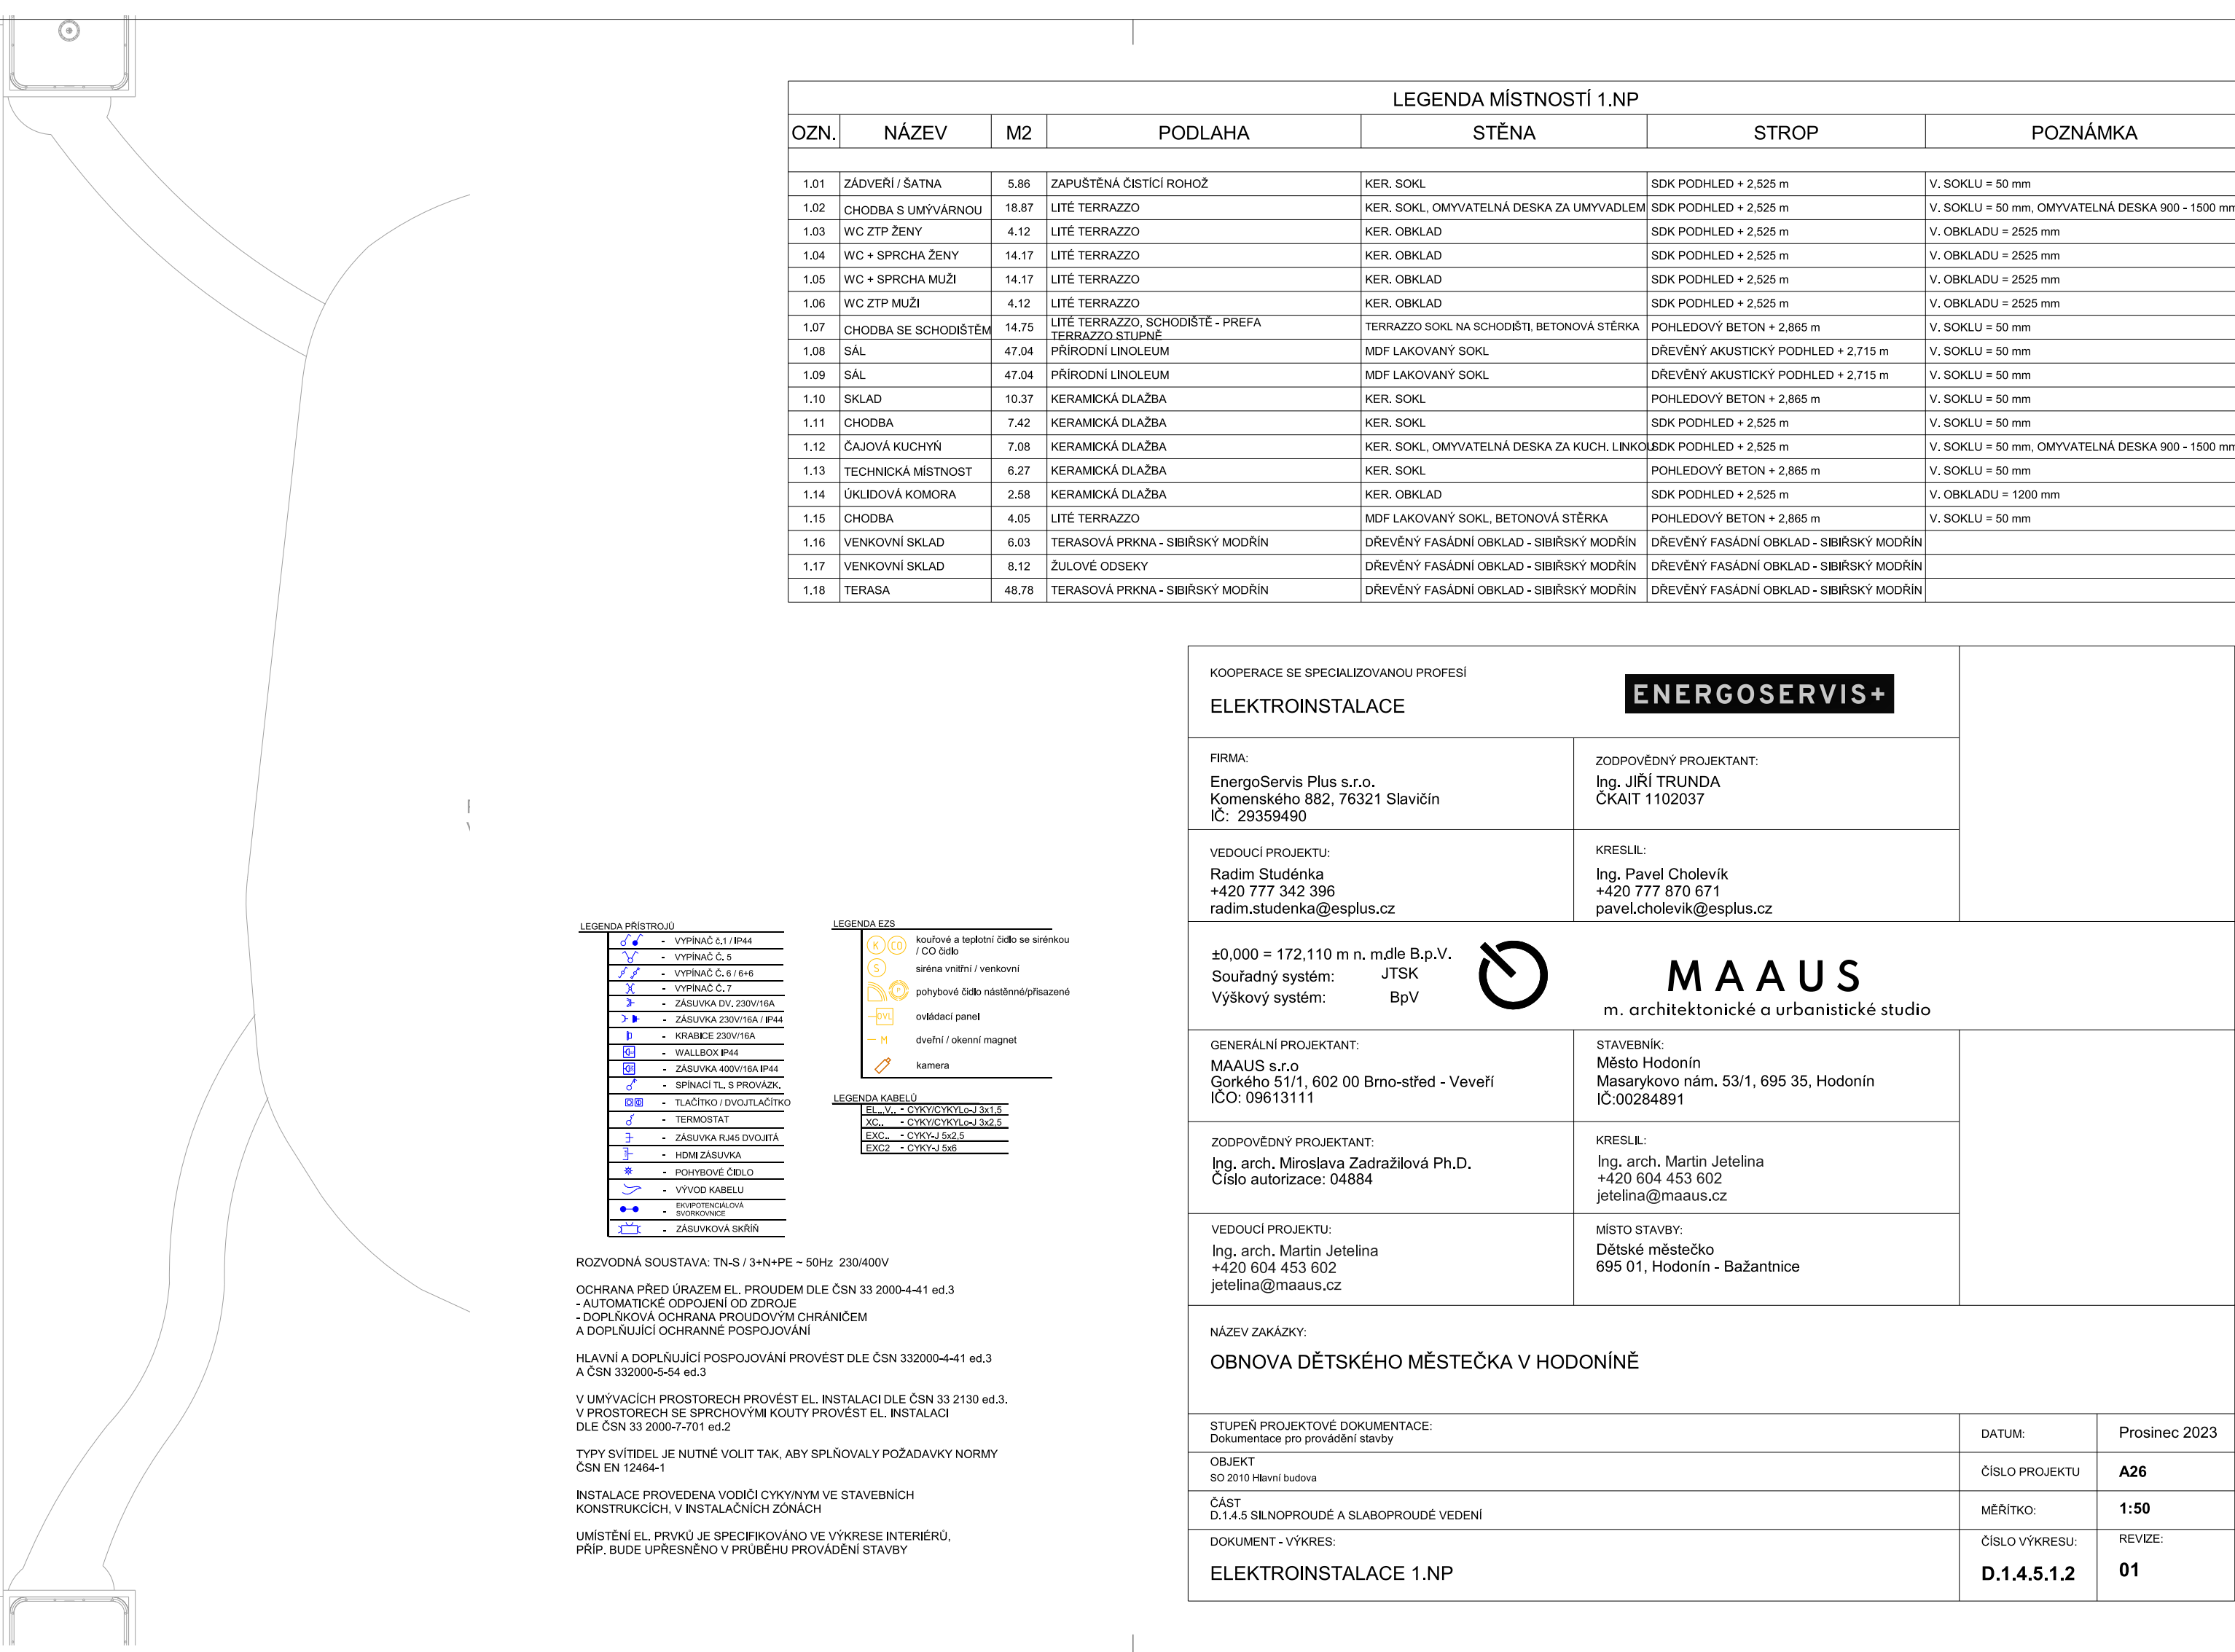 LEGENDA MÍSTNOSTÍ 1.NP
OZN. NÁZEV M2 PODLAHA STĚNA STROP POZNÁMKA
1.01 ZÁDVEŘÍ / ŠATNA 5.86 ZAPUŠTĚNÁ ČISTÍCÍ ROHOŽ KER. SOKL SDK PODHLED + 2,525 m V. SOKLU = 50 mm
1.02 CHODBA S UMÝVÁRNOU 18.87 LITÉ TERRAZZO KER. SOKL, OMYVATELNÁ DESKA ZA UMYVADLEM SDK PODHLED + 2,525 m V. SOKLU = 50 mm, OMYVATELNÁ DESKA 900 - 1500 mm
1.03 WC ZTP ŽENY 4.12 LITÉ TERRAZZO KER. OBKLAD SDK PODHLED + 2,525 m V. OBKLADU = 2525 mm
1.04 WC + SPRCHA ŽENY 14.17 LITÉ TERRAZZO KER. OBKLAD SDK PODHLED + 2,525 m V. OBKLADU = 2525 mm
1.05 WC + SPRCHA MUŽI 14.17 LITÉ TERRAZZO KER. OBKLAD SDK PODHLED + 2,525 m V. OBKLADU = 2525 mm
1.06 WC ZTP MUŽI 4.12 LITÉ TERRAZZO KER. OBKLAD SDK PODHLED + 2,525 m V. OBKLADU = 2525 mm
1.07 CHODBA SE SCHODIŠTĚM 14.75 LITÉ TERRAZZO, SCHODIŠTĚ - PREFA TERRAZZO STUPNĚ TERRAZZO SOKL NA SCHODIŠTI, BETONOVÁ STĚRKA POHLEDOVÝ BETON + 2,865 m V. SOKLU = 50 mm
1.08 SÁL 47.04 PŘÍRODNÍ LINOLEUM MDF LAKOVANÝ SOKL DŘEVĚNÝ AKUSTICKÝ PODHLED + 2,715 m V. SOKLU = 50 mm
1.09 SÁL 47.04 PŘÍRODNÍ LINOLEUM MDF LAKOVANÝ SOKL DŘEVĚNÝ AKUSTICKÝ PODHLED + 2,715 m V. SOKLU = 50 mm
1.10 SKLAD 10.37 KERAMICKÁ DLAŽBA KER. SOKL POHLEDOVÝ BETON + 2,865 m V. SOKLU = 50 mm
1.11 CHODBA 7.42 KERAMICKÁ DLAŽBA KER. SOKL SDK PODHLED + 2,525 m V. SOKLU = 50 mm
1.12 ČAJOVÁ KUCHYŃ 7.08 KERAMICKÁ DLAŽBA KER. SOKL, OMYVATELNÁ DESKA ZA KUCH. LINKOU SDK PODHLED + 2,525 m V. SOKLU = 50 mm, OMYVATELNÁ DESKA 900 - 1500 mm
1.13 TECHNICKÁ MÍSTNOST 6.27 KERAMICKÁ DLAŽBA KER. SOKL POHLEDOVÝ BETON + 2,865 m V. SOKLU = 50 mm
1.14 ÚKLIDOVÁ KOMORA 2.58 KERAMICKÁ DLAŽBA KER. OBKLAD SDK PODHLED + 2,525 m V. OBKLADU = 1200 mm
1.15 CHODBA 4.05 LITÉ TERRAZZO MDF LAKOVANÝ SOKL, BETONOVÁ STĚRKA POHLEDOVÝ BETON + 2,865 m V. SOKLU = 50 mm
1.16 VENKOVNÍ SKLAD 6.03 TERASOVÁ PRKNA - SIBIŘSKÝ MODŘÍN DŘEVĚNÝ FASÁDNÍ OBKLAD - SIBIŘSKÝ MODŘÍN DŘEVĚNÝ FASÁDNÍ OBKLAD - SIBIŘSKÝ MODŘÍN
1.17 VENKOVNÍ SKLAD 8.12 ŽULOVÉ ODSEKY DŘEVĚNÝ FASÁDNÍ OBKLAD - SIBIŘSKÝ MODŘÍN DŘEVĚNÝ FASÁDNÍ OBKLAD - SIBIŘSKÝ MODŘÍN
1.18 TERASA 48.78 TERASOVÁ PRKNA - SIBIŘSKÝ MODŘÍN DŘEVĚNÝ FASÁDNÍ OBKLAD - SIBIŘSKÝ MODŘÍN DŘEVĚNÝ FASÁDNÍ OBKLAD - SIBIŘSKÝ MODŘÍN
LEGENDA PŘÍSTROJŮ
- VYPÍNAČ č.1 / IP44
- VYPÍNAČ Č. 5
- VYPÍNAČ Č. 6 / 6+6
- VYPÍNAČ Č. 7
- ZÁSUVKA DV. 230V/16A
- ZÁSUVKA 230V/16A / IP44
- KRABICE 230V/16A
- WALLBOX IP44
- ZÁSUVKA 400V/16A IP44
- SPÍNACÍ TL. S PROVÁZK.
- TLAČÍTKO / DVOJTLAČÍTKO
- TERMOSTAT
- ZÁSUVKA RJ45 DVOJITÁ
- HDMI ZÁSUVKA
- POHYBOVÉ ČIDLO
- VÝVOD KABELU
- EKVIPOTENCIÁLOVÁ
SVORKOVNICE
- ZÁSUVKOVÁ SKŘÍŇ
LEGENDA EZS
K CO kouřové a teplotní čidlo se sirénkou
/ CO čidlo
S siréna vnitřní / venkovní
P pohybové čidlo nástěnné/přisazené
OVL ovládací panel
M dveřní / okenní magnet
kamera
LEGENDA KABELŮ
EL..,V.. - CYKY/CYKYLo-J 3x1,5
XC.. - CYKY/CYKYLo-J 3x2,5
EXC.. - CYKY-J 5x2,5
EXC2 - CYKY-J 5x6
ROZVODNÁ SOUSTAVA: TN-S / 3+N+PE ~ 50Hz 230/400V
OCHRANA PŘED ÚRAZEM EL. PROUDEM DLE ČSN 33 2000-4-41 ed.3
- AUTOMATICKÉ ODPOJENÍ OD ZDROJE
- DOPLŇKOVÁ OCHRANA PROUDOVÝM CHRÁNIČEM
A DOPLŇUJÍCÍ OCHRANNÉ POSPOJOVÁNÍ
HLAVNÍ A DOPLŇUJÍCÍ POSPOJOVÁNÍ PROVÉST DLE ČSN 332000-4-41 ed.3
A ČSN 332000-5-54 ed.3
V UMÝVACÍCH PROSTORECH PROVÉST EL. INSTALACI DLE ČSN 33 2130 ed.3.
V PROSTORECH SE SPRCHOVÝMI KOUTY PROVÉST EL. INSTALACI
DLE ČSN 33 2000-7-701 ed.2
TYPY SVÍTIDEL JE NUTNÉ VOLIT TAK, ABY SPLŇOVALY POŽADAVKY NORMY
ČSN EN 12464-1
INSTALACE PROVEDENA VODIČI CYKY/NYM VE STAVEBNÍCH
KONSTRUKCÍCH, V INSTALAČNÍCH ZÓNÁCH
UMÍSTĚNÍ EL. PRVKŮ JE SPECIFIKOVÁNO VE VÝKRESE INTERIÉRŮ,
PŘÍP. BUDE UPŘESNĚNO V PRŮBĚHU PROVÁDĚNÍ STAVBY
KOOPERACE SE SPECIALIZOVANOU PROFESÍ
ELEKTROINSTALACE
ENERGOSERVIS+
FIRMA:
EnergoServis Plus s.r.o.
Komenského 882, 76321 Slavičín
IČ: 29359490
ZODPOVĚDNÝ PROJEKTANT:
Ing. JIŘÍ TRUNDA
ČKAIT 1102037
VEDOUCÍ PROJEKTU:
Radim Studénka
+420 777 342 396
radim.studenka@esplus.cz
KRESLIL:
Ing. Pavel Cholevík
+420 777 870 671
pavel.cholevik@esplus.cz
±0,000 = 172,110 m n. m.dle B.p.V.
Souřadný systém: JTSK
Výškový systém: BpV
MAAUS
m. architektonické a urbanistické studio
GENERÁLNÍ PROJEKTANT:
MAAUS s.r.o
Gorkého 51/1, 602 00 Brno-střed - Veveří
IČO: 09613111
STAVEBNÍK:
Město Hodonín
Masarykovo nám. 53/1, 695 35, Hodonín
IČ:00284891
ZODPOVĚDNÝ PROJEKTANT:
Ing. arch. Miroslava Zadražilová Ph.D.
Číslo autorizace: 04884
KRESLIL:
Ing. arch. Martin Jetelina
+420 604 453 602
jetelina@maaus.cz
VEDOUCÍ PROJEKTU:
Ing. arch. Martin Jetelina
+420 604 453 602
jetelina@maaus.cz
MÍSTO STAVBY:
Dětské městečko
695 01, Hodonín - Bažantnice
NÁZEV ZAKÁZKY:
OBNOVA DĚTSKÉHO MĚSTEČKA V HODONÍNĚ
STUPEŇ PROJEKTOVÉ DOKUMENTACE:
Dokumentace pro provádění stavby
DATUM: Prosinec 2023
OBJEKT
SO 2010 Hlavní budova
ČÍSLO PROJEKTU A26
ČÁST
D.1.4.5 SILNOPROUDÉ A SLABOPROUDÉ VEDENÍ
MĚŘÍTKO: 1:50
DOKUMENT - VÝKRES:
ELEKTROINSTALACE 1.NP
ČÍSLO VÝKRESU:
D.1.4.5.1.2
REVIZE:
01